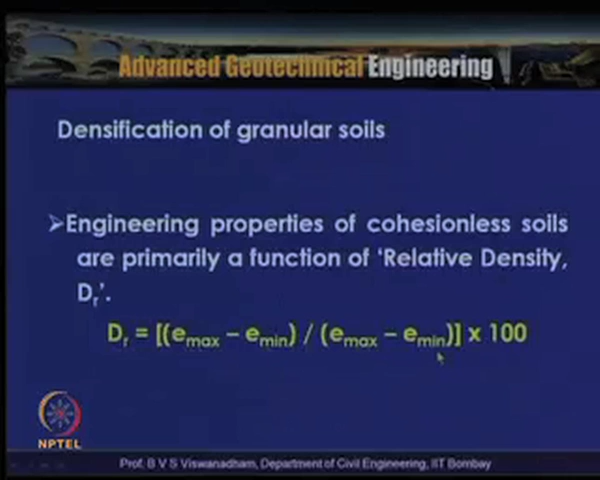 Advanced Geotechnical Engineering
Densification of granular soils
➢Engineering properties of cohesionless soils
are primarily a function of ‘Relative Density,
Dr’.
Dr = [(emax – emin) / (emax – emin)] x 100
NPTEL
Prof. B V S Viswanadham, Department of Civil Engineering, IIT Bombay